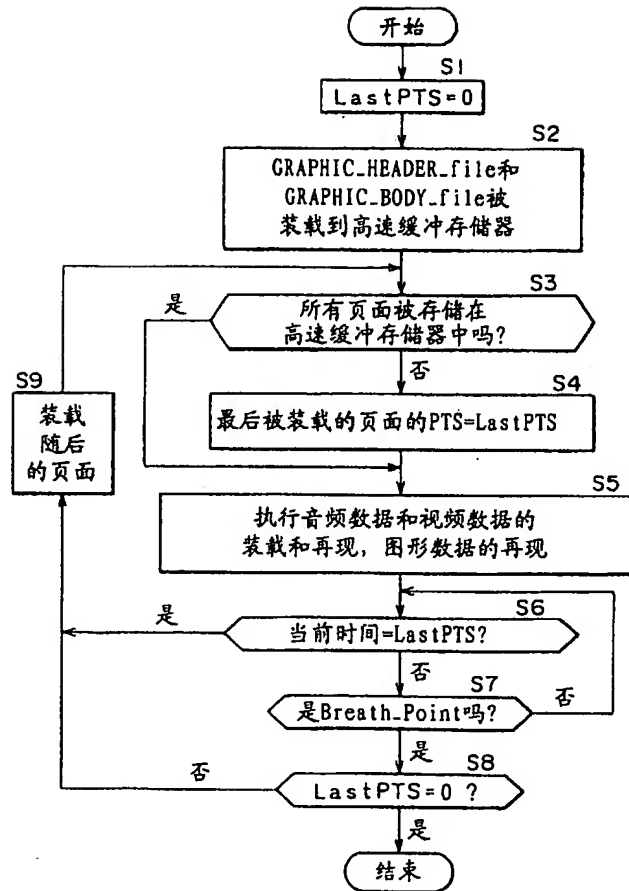 开始
S1
LastPTS=0
S2
GRAPHIC_HEADER_file和
GRAPHIC_BODY_file被
装载到高速缓冲存储器
S3
是
所有页面被存储在
高速缓冲存储器中吗?
否
S9
S4
装载
随后
的页面
最后被装载的页面的PTS=LastPTS
S5
执行音频数据和视频数据的
装载和再现,图形数据的再现
S6
是
当前时间=LastPTS?
否
S7
是Breath_Point吗?
否
是
S8
否
LastPTS=0 ?
是
结束